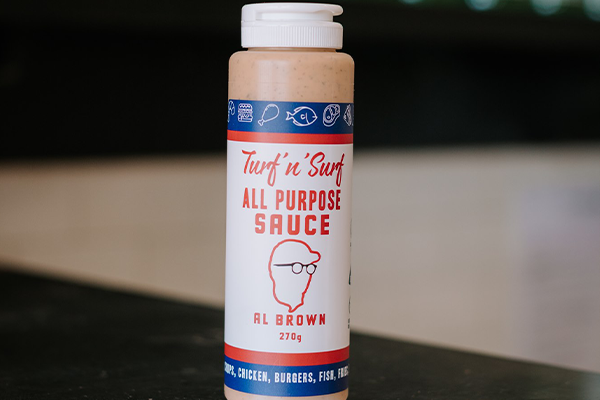 Turf 'n' Surf
ALL PURPOSE
SAUCE
AL BROWN
270g
CHICKEN, BURGERS, FISH,